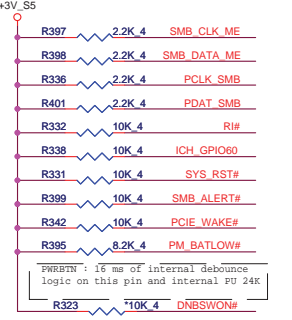 +3V_S5
R397 2.2K_4 SMB_CLK_ME
R398 2.2K_4 SMB_DATA_ME
R336 2.2K_4 PCLK_SMB
R401 2.2K_4 PDAT_SMB
R332 10K_4 RI#
R338 10K_4 ICH_GPIO60
R331 10K_4 SYS_RST#
R399 10K_4 SMB_ALERT#
R342 10K_4 PCIE_WAKE#
R395 8.2K_4 PM_BATLOW#
PWRBTN : 16 ms of internal debounce
logic on this pin and internal PU 24K
R323 *10K_4 DNBSWON#